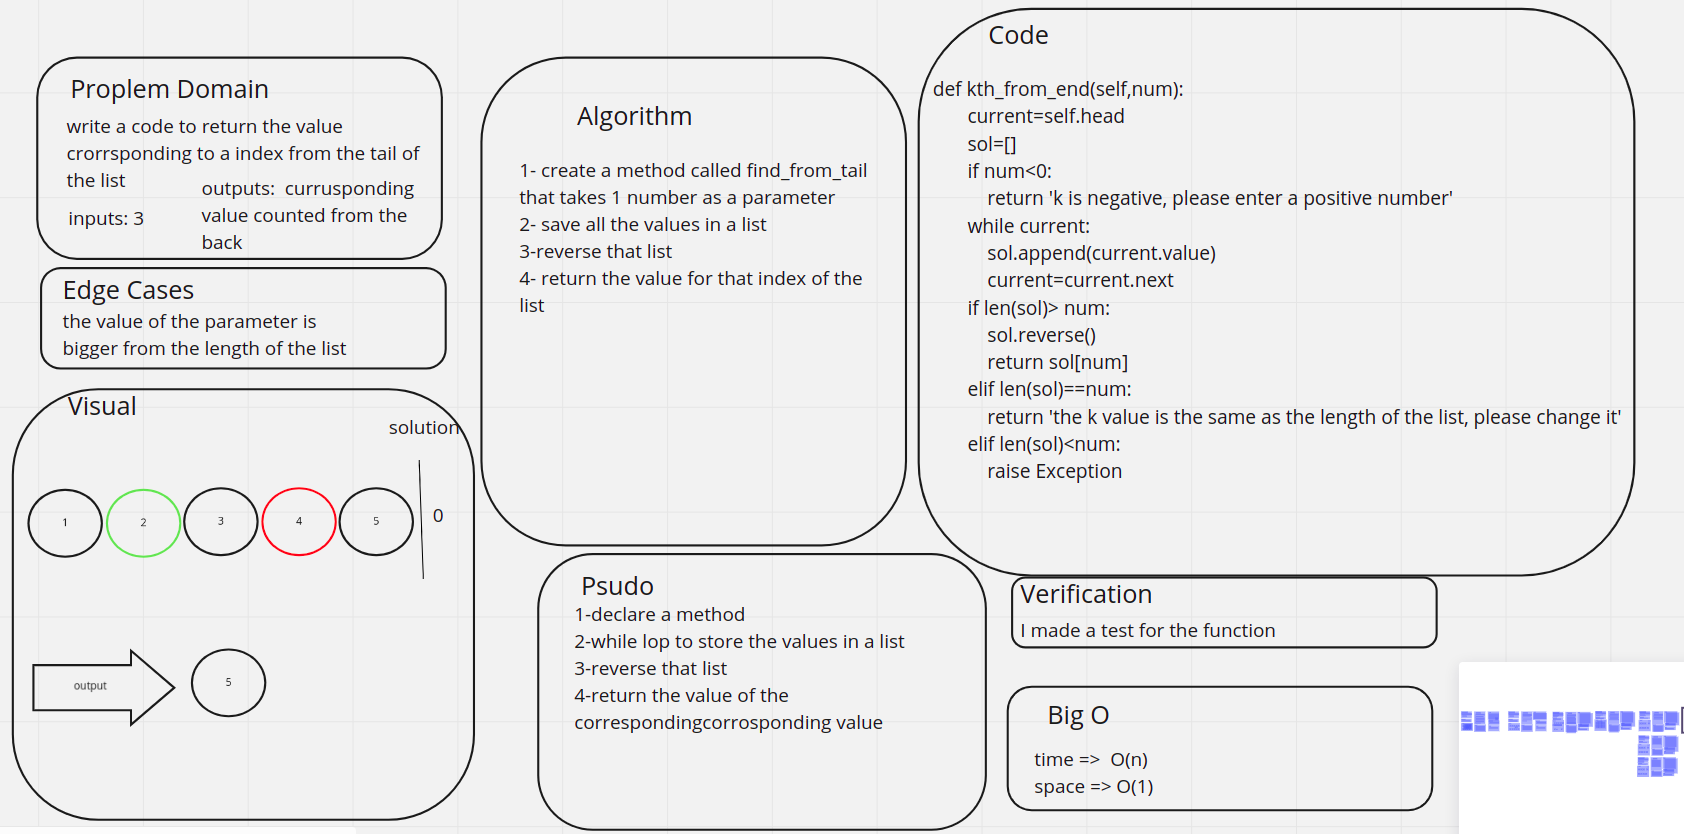 Proplem Domain
write a code to return the value
crorrsponding to a index from the tail of
the list
inputs: 3
outputs:  currusponding
value counted from the
back
Edge Cases
the value of the parameter is
bigger from the length of the list
Visual
solution
1
2
3
4
5
0
output
5
Algorithm
1- create a method called find_from_tail
that takes 1 number as a parameter
2- save all the values in a list
3-reverse that list
4- return the value for that index of the
list
Psudo
1-declare a method
2-while lop to store the values in a list
3-reverse that list
4-return the value of the
correspondingcorrosponding value
Code
def kth_from_end(self,num):
current=self.head
sol=[]
if num<0:
return 'k is negative, please enter a positive number'
while current:
sol.append(current.value)
current=current.next
if len(sol)> num:
sol.reverse()
return sol[num]
elif len(sol)==num:
return 'the k value is the same as the length of the list, please change it'
elif len(sol)<num:
raise Exception
Verification
I made a test for the function
Big O
time =>  O(n)
space => O(1)